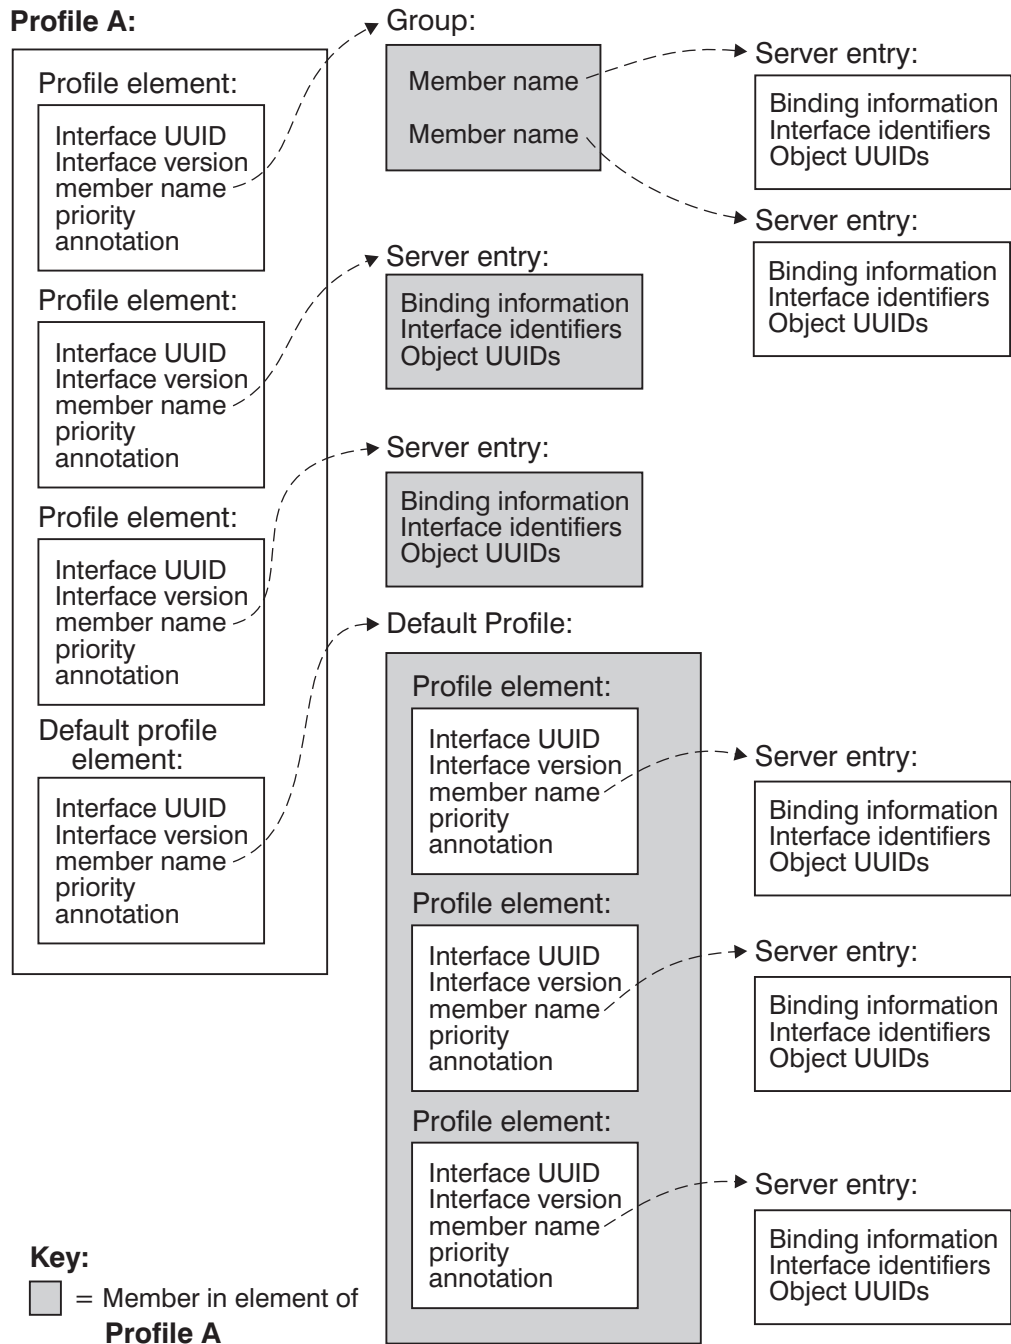 Profile A:
Profile element:
Interface UUID
Interface version
member name
priority
annotation
Profile element:
Interface UUID
Interface version
member name
priority
annotation
Profile element:
Interface UUID
Interface version
member name
priority
annotation
Default profile
element:
Interface UUID
Interface version
member name
priority
annotation
Group:
Member name
Member name
Server entry:
Binding information
Interface identifiers
Object UUIDs
Server entry:
Binding information
Interface identifiers
Object UUIDs
Server entry:
Binding information
Interface identifiers
Object UUIDs
Server entry:
Binding information
Interface identifiers
Object UUIDs
Default Profile:
Profile element:
Interface UUID
Interface version
member name
priority
annotation
Profile element:
Interface UUID
Interface version
member name
priority
annotation
Profile element:
Interface UUID
Interface version
member name
priority
annotation
Server entry:
Binding information
Interface identifiers
Object UUIDs
Server entry:
Binding information
Interface identifiers
Object UUIDs
Server entry:
Binding information
Interface identifiers
Object UUIDs
Key:
= Member in element of
Profile A